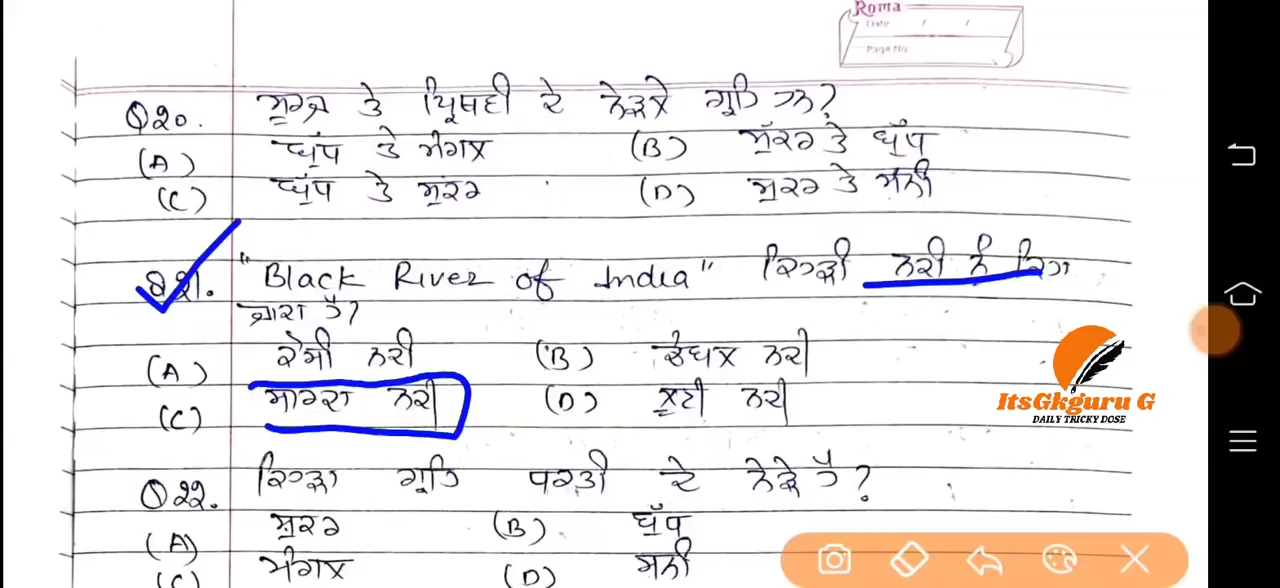 Roma
Date / /
Page No.
Q20. ਸੂਰਜ ਤੇ ਪ੍ਰਿਥਵੀ ਦੇ ਨੇੜਲੇ ਗ੍ਰਹਿ ਹਨ?
(A) ਬੁੱਧ ਤੇ ਮੰਗਲ (B) ਸ਼ੁੱਕਰ ਤੇ ਬੁੱਧ
(C) ਬੁੱਧ ਤੇ ਸ਼ੁੱਕਰ (D) ਸ਼ੁਕਰ ਤੇ ਸ਼ਨੀ
Q21. "Black River of India" ਕਿਹੜੀ ਨਦੀ ਨੂੰ ਕਿਹਾ
ਜਾਦਾ ਹੈ?
(A) ਕੋਸੀ ਨਦੀ (B) ਚੰਬਲ ਨਦੀ
(C) ਸ਼ਾਰਦਾ ਨਦੀ (D) ਲੂਣੀ ਨਦੀ
ItsGkguru G
DAILY TRICKY DOSE
Q22. ਕਿਹੜਾ ਗ੍ਰਹਿ ਧਰਤੀ ਦੇ ਨੇੜੇ ਹੈ?
(A) ਸ਼ੁਕਰ (B) ਬੁੱਧ
(C) ਮੰਗਲ (D) ਸ਼ਨੀ